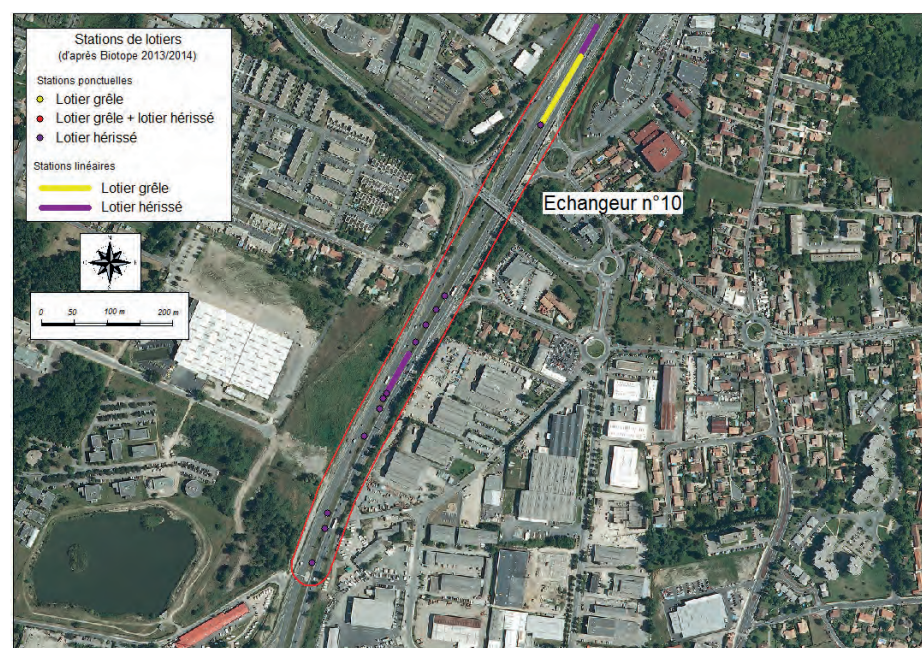 Stations de lotiers
(d'après Biotope 2013/2014)
Stations ponctuelles
Lotier grêle
Lotier grêle + lotier hérissé
Lotier hérissé
Stations linéaires
Lotier grêle
Lotier hérissé
Echangeur n°10
0 50 100 m 200 m